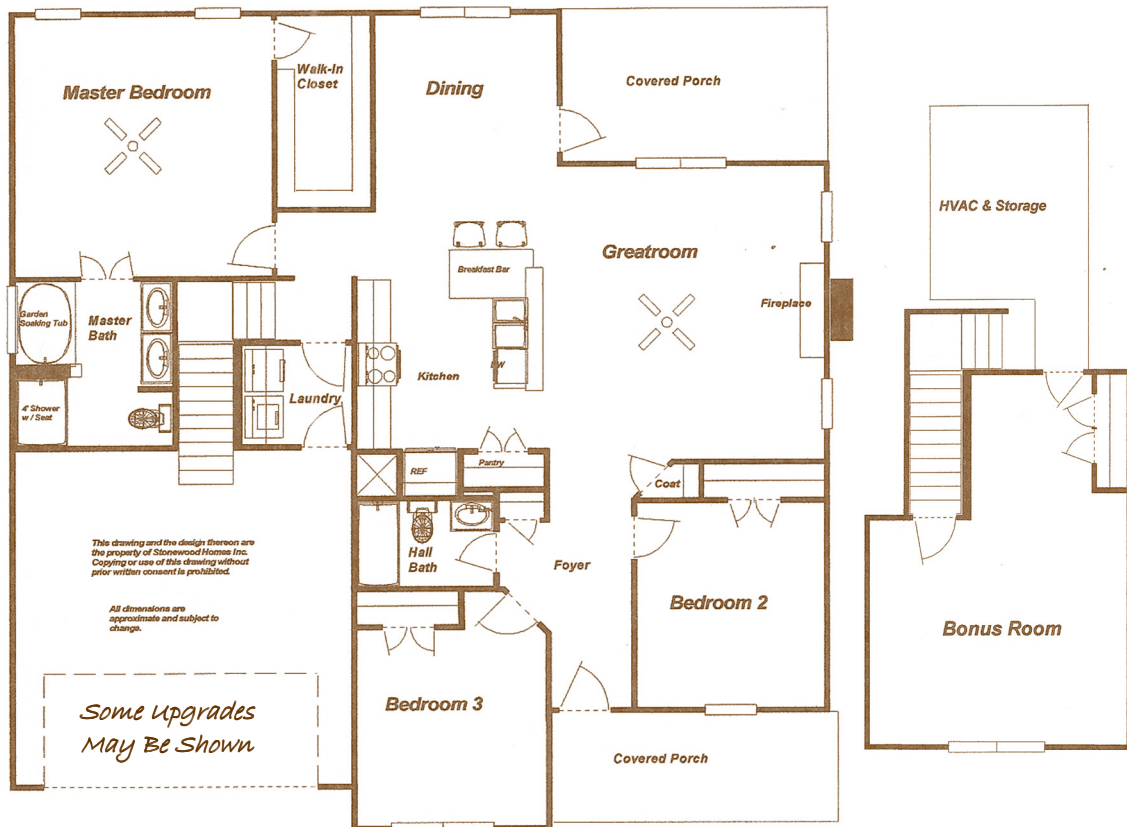 Master Bedroom
Walk-In
Closet
Dining
Covered Porch
HVAC & Storage
Greatroom
Breakfast Bar
Fireplace
Garden
Soaking Tub
Master
Bath
DW
Kitchen
Laundry
4' Shower
w / Seat
REF
Pantry
Coat
This drawing and the design thereon are
the property of Stonewood Homes Inc.
Copying or use of this drawing without
prior written consent is prohibited.
All dimensions are
approximate and subject to
change.
Hall
Bath
Foyer
Bedroom 2
Bonus Room
Bedroom 3
Some Upgrades
May Be Shown
Covered Porch